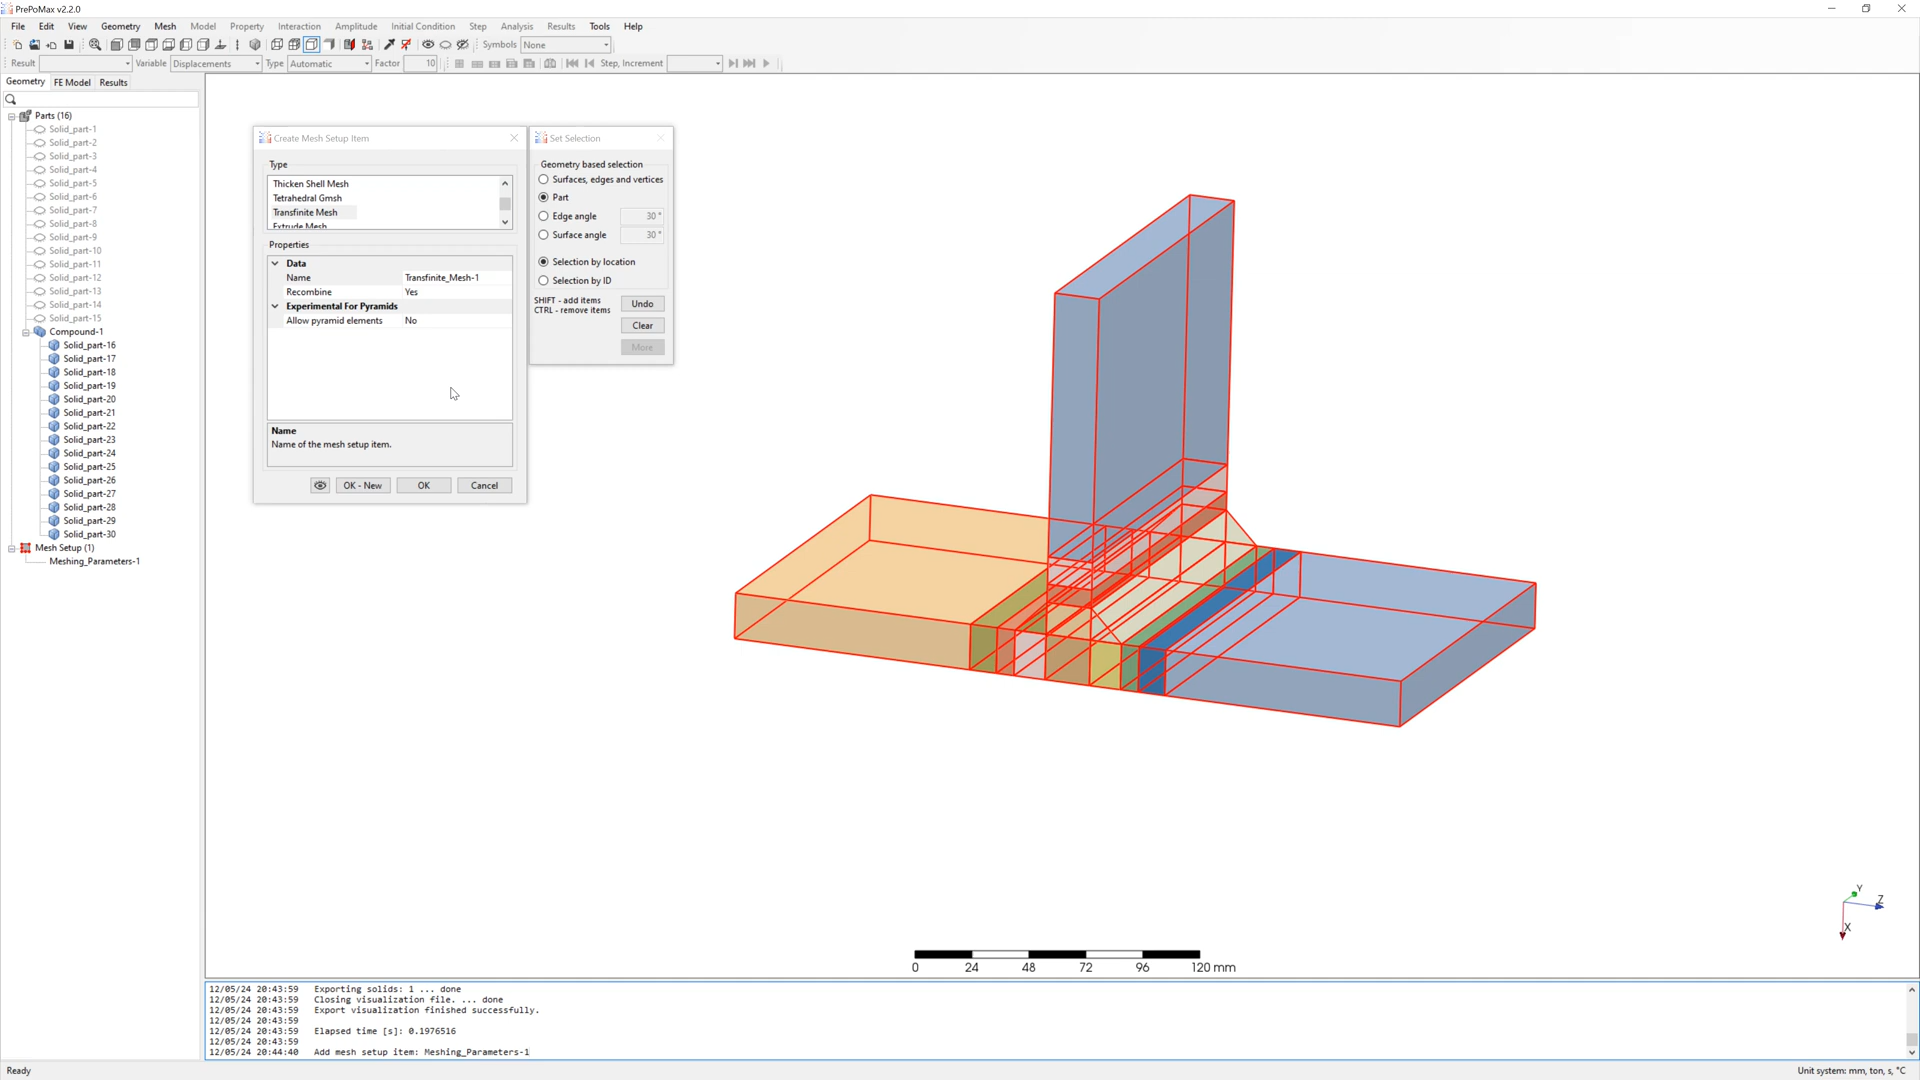 PrePoMax v2.2.0
File Edit View Geometry Mesh Model Property Interaction Amplitude Initial Condition Step Analysis Results Tools Help
Symbols None
Result Variable Displacements Type Automatic Factor 10 Step, Increment
Geometry FE Model Results
Parts (16)
Solid_part-1
Solid_part-2
Solid_part-3
Solid_part-4
Solid_part-5
Solid_part-6
Solid_part-7
Solid_part-8
Solid_part-9
Solid_part-10
Solid_part-11
Solid_part-12
Solid_part-13
Solid_part-14
Solid_part-15
Compound-1
Solid_part-16
Solid_part-17
Solid_part-18
Solid_part-19
Solid_part-20
Solid_part-21
Solid_part-22
Solid_part-23
Solid_part-24
Solid_part-25
Solid_part-26
Solid_part-27
Solid_part-28
Solid_part-29
Solid_part-30
Mesh Setup (1)
Meshing_Parameters-1
Create Mesh Setup Item
Type
Thicken Shell Mesh
Tetrahedral Gmsh
Transfinite Mesh
Extrude Mesh
Properties
Data
Name Transfinite_Mesh-1
Recombine Yes
Experimental For Pyramids
Allow pyramid elements No
Name
Name of the mesh setup item.
OK - New OK Cancel
Set Selection
Geometry based selection
Surfaces, edges and vertices
Part
Edge angle 30 °
Surface angle 30 °
Selection by location
Selection by ID
SHIFT - add items
CTRL - remove items
Undo
Clear
More
Y
Z
X
0 24 48 72 96 120 mm
12/05/24 20:43:59 Exporting solids: 1 ... done
12/05/24 20:43:59 Closing visualization file. ... done
12/05/24 20:43:59 Export visualization finished successfully.
12/05/24 20:43:59
12/05/24 20:43:59 Elapsed time [s]: 0.1976516
12/05/24 20:43:59
12/05/24 20:44:40 Add mesh setup item: Meshing_Parameters-1
Ready
Unit system: mm, ton, s, °C